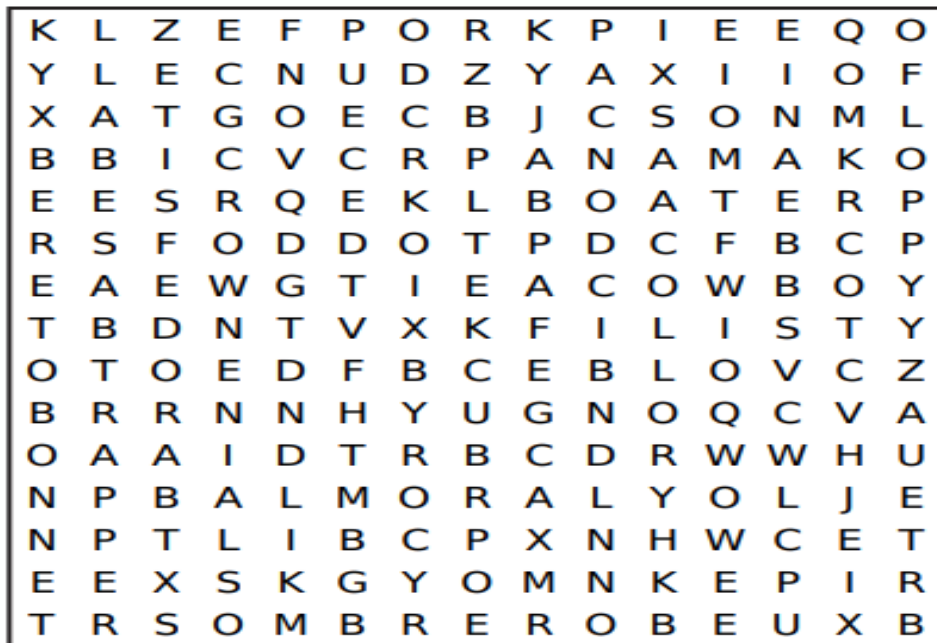 K L Z E F P O R K P I E E Q O
Y L E C N U D Z Y A X I I O F
X A T G O E C B J C S O N M L
B B I C V C R P A N A M A K O
E E S R Q E K L B O A T E R P
R S F O D D O T P D C F B C P
E A E W G T I E A C O W B O Y
T B D N T V X K F I L I S T Y
O T O E D F B C E B L O V C Z
B R R N N H Y U G N O Q C V A
O A A I D T R B C D R W W H U
N P B A L M O R A L Y O L J E
N P T L I B C P X N H W C E T
E E X S K G Y O M N K E P I R
T R S O M B R E R O B E U X B